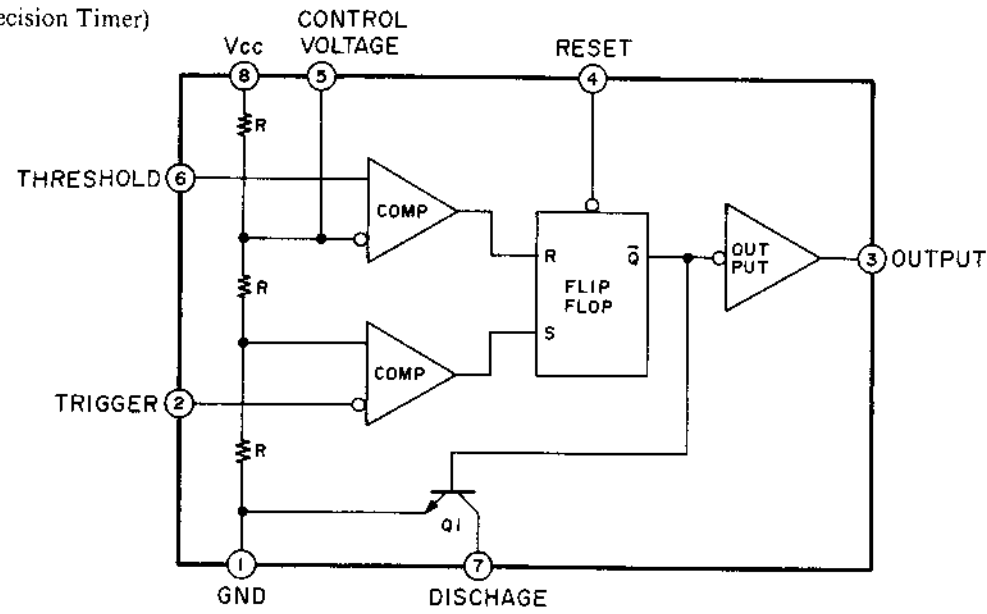 ecision Timer)
CONTROL
VOLTAGE
Vcc
RESET
8
5
4
R
THRESHOLD
6
COMP
R
Q̄
FLIP
FLOP
S
OUT
PUT
3
OUTPUT
R
COMP
TRIGGER
2
R
Q1
1
7
GND
DISCHAGE